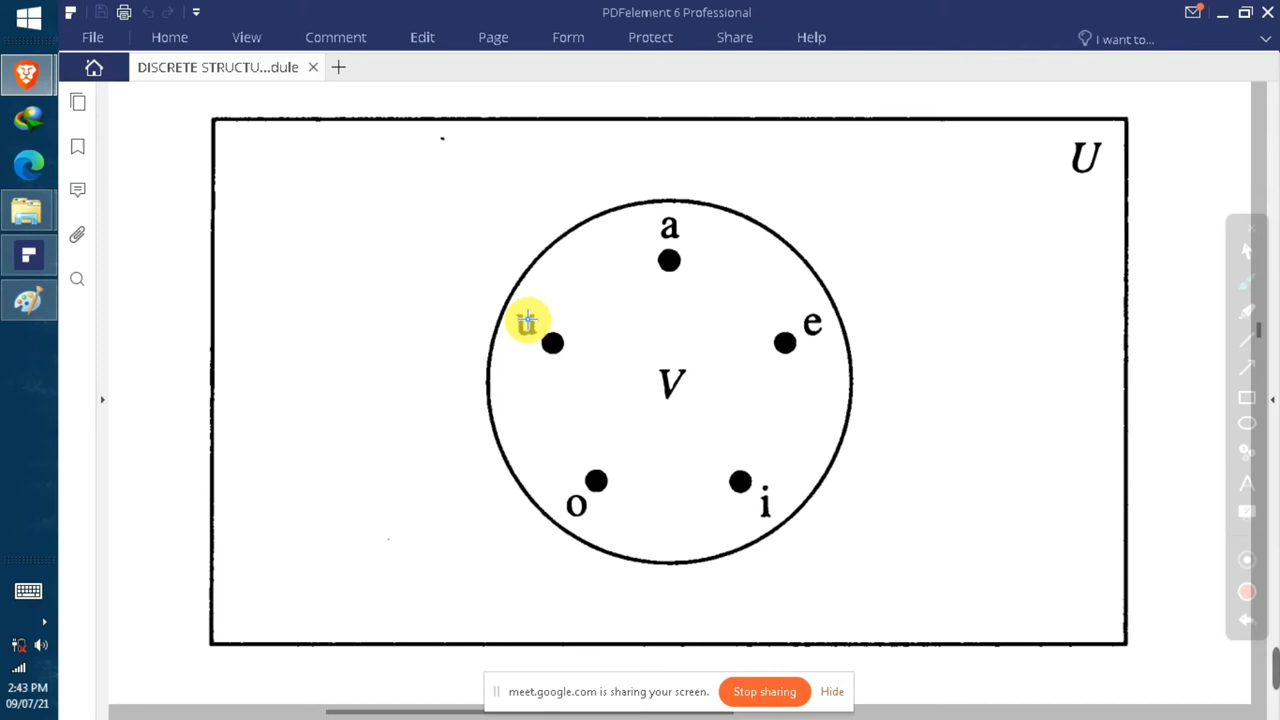 PDFelement 6 Professional
File Home View Comment Edit Page Form Protect Share Help I want to...
DISCRETE STRUCTU...dule
U
a
u
e
V
o
i
meet.google.com is sharing your screen. Stop sharing Hide
2:43 PM
09/07/21